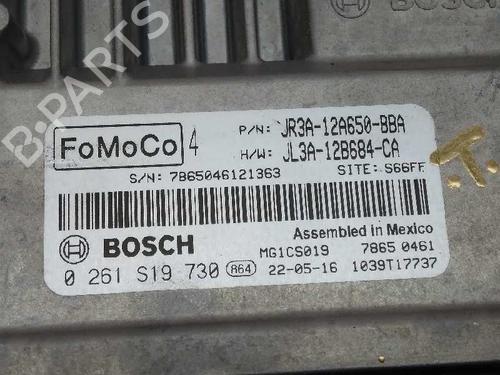 B-PARTS
FoMoCo 4
P/N: JR3A-12A650-BBA
H/W: JL3A-12B684-CA
S/N: 7865046121363 SITE: S66FF
BOSCH
Assembled in Mexico
MG1CS019 7865 0461
0 261 S19 730 864 22-05-16 1039T17737
T.